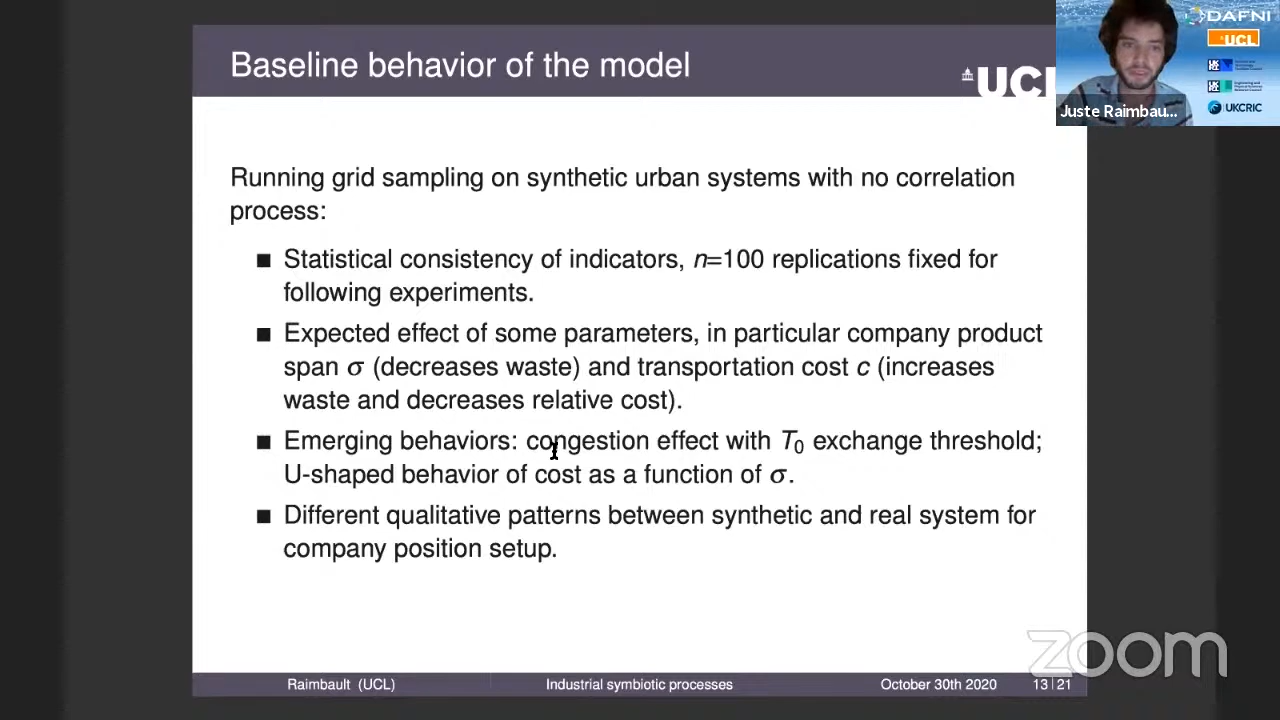 Baseline behavior of the model
UCL
DAFNI
UCL
UKCRIC
Juste Raimbau...
Running grid sampling on synthetic urban systems with no correlation
process:
■ Statistical consistency of indicators, n=100 replications fixed for
following experiments.
■ Expected effect of some parameters, in particular company product
span σ (decreases waste) and transportation cost c (increases
waste and decreases relative cost).
■ Emerging behaviors: congestion effect with T0 exchange threshold;
U-shaped behavior of cost as a function of σ.
■ Different qualitative patterns between synthetic and real system for
company position setup.
zoom
Raimbault (UCL) Industrial symbiotic processes October 30th 2020 13|21